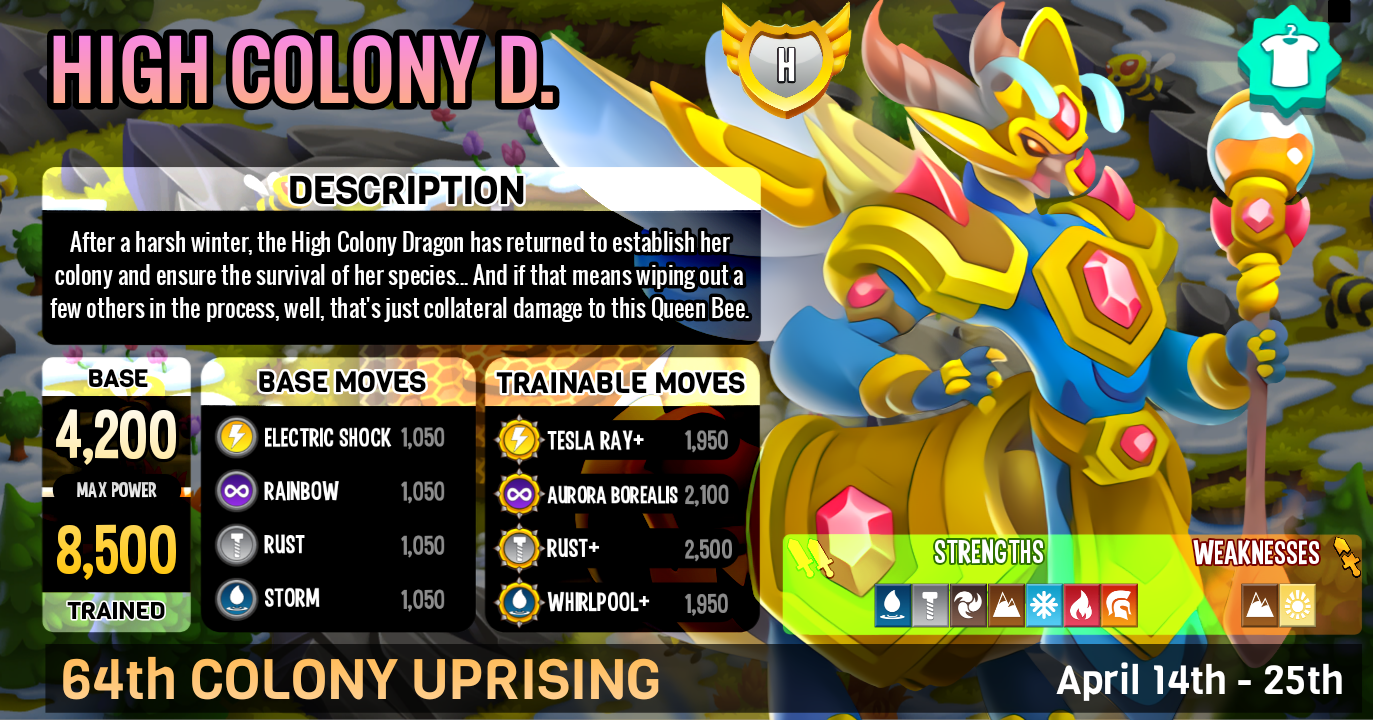 HIGH COLONY D.
H
DESCRIPTION
After a harsh winter, the High Colony Dragon has returned to establish her
colony and ensure the survival of her species... And if that means wiping out a
few others in the process, well, that's just collateral damage to this Queen Bee.
BASE
4,200
MAX POWER
8,500
TRAINED
BASE MOVES
ELECTRIC SHOCK 1,050
RAINBOW 1,050
RUST 1,050
STORM 1,050
TRAINABLE MOVES
TESLA RAY+ 1,950
AURORA BOREALIS 2,100
RUST+ 2,500
WHIRLPOOL+ 1,950
STRENGTHS
WEAKNESSES
64th COLONY UPRISING
April 14th - 25th